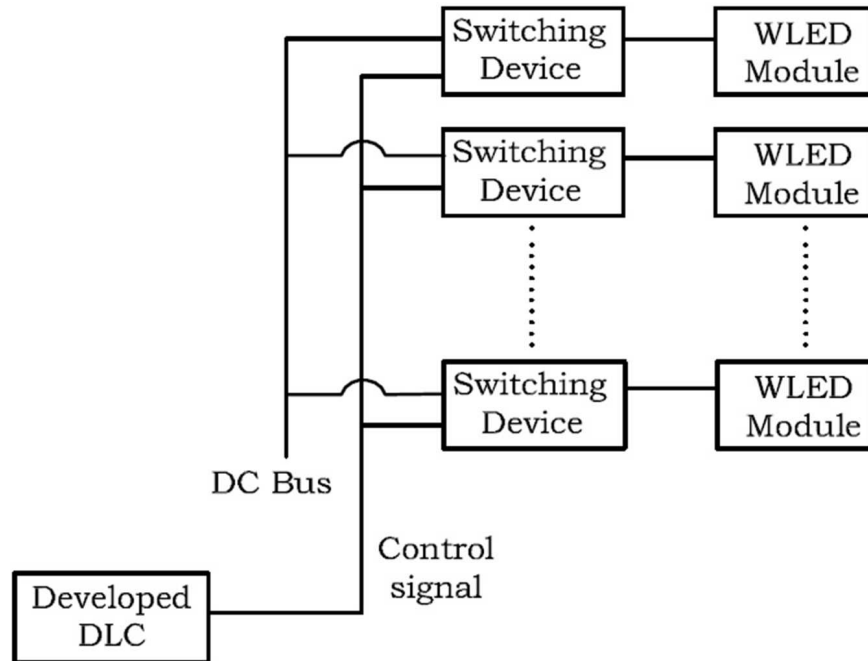 Switching
Device
WLED
Module
Switching
Device
WLED
Module
Switching
Device
WLED
Module
DC Bus
Control
signal
Developed
DLC